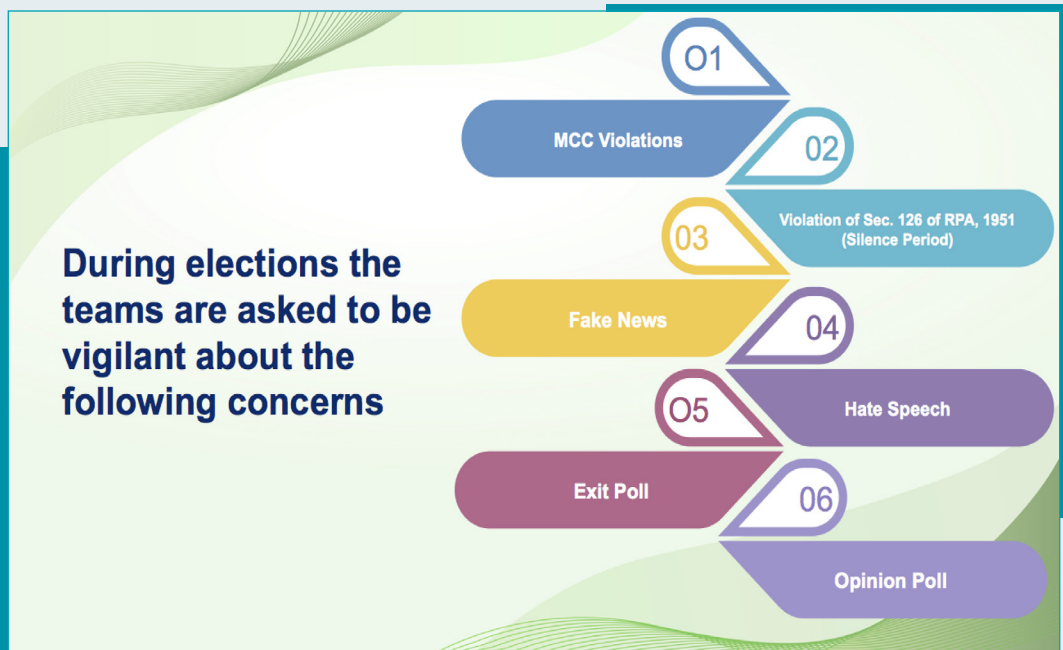 During elections the
teams are asked to be
vigilant about the
following concerns
O1
MCC Violations
02
Violation of Sec. 126 of RPA, 1951
(Silence Period)
03
Fake News
04
Hate Speech
O5
Exit Poll
06
Opinion Poll